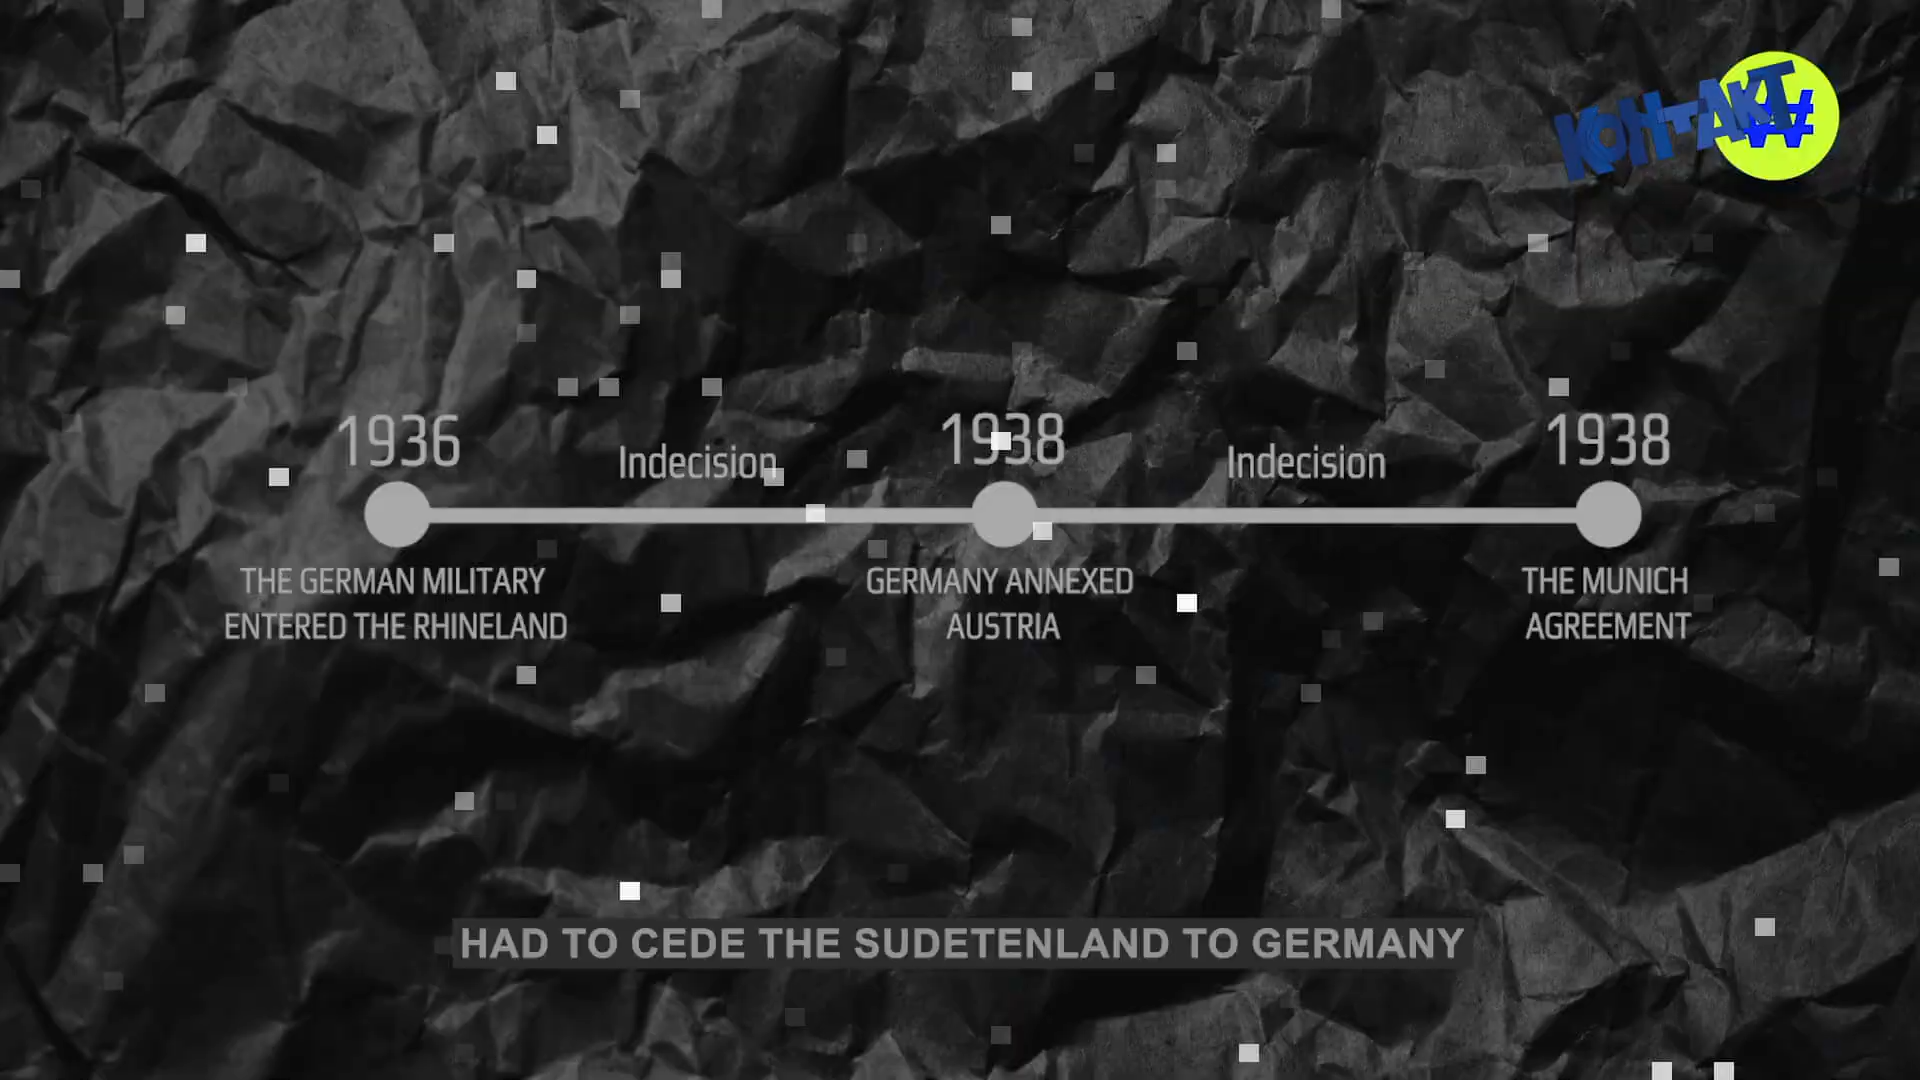 КОНТАКТ
1936
Indecision
1938
Indecision
1938
THE GERMAN MILITARY
ENTERED THE RHINELAND
GERMANY ANNEXED
AUSTRIA
THE MUNICH
AGREEMENT
HAD TO CEDE THE SUDETENLAND TO GERMANY